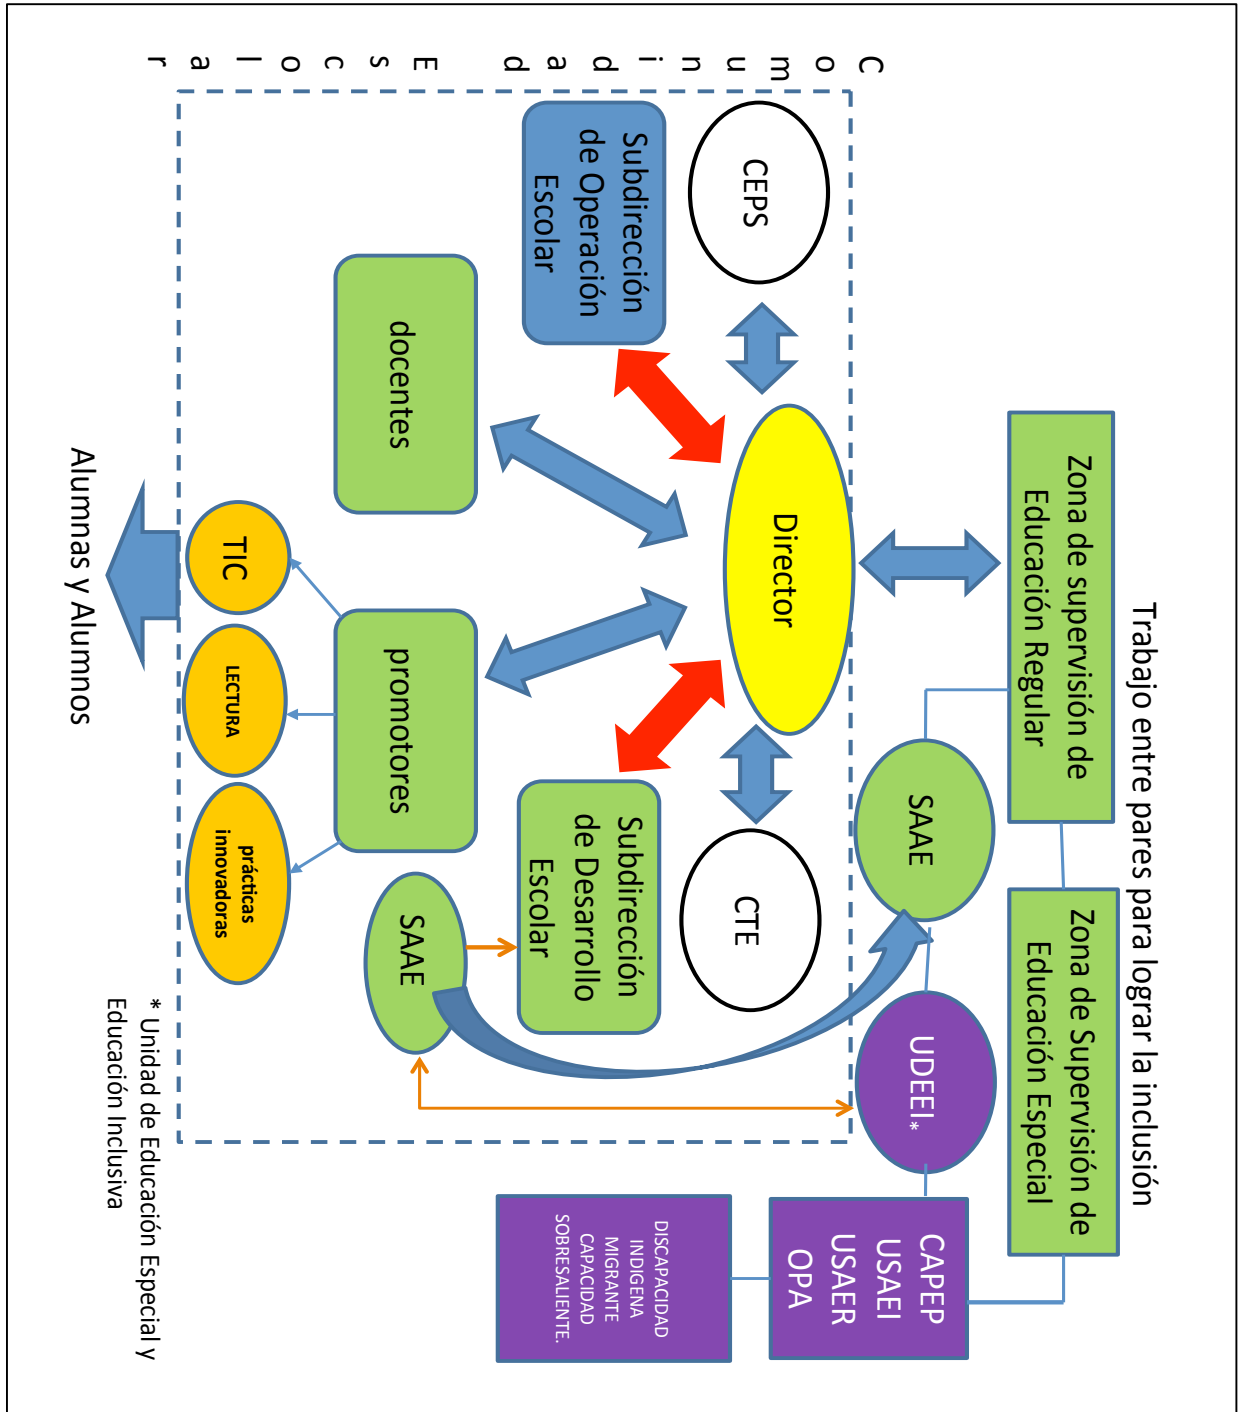 Trabajo entre pares para lograr la inclusión
Zona de supervisión de
Educación Regular
Zona de Supervisión de
Educación Especial
SAAE
UDEEI*
CAPEP
USAEI
USAER
OPA
DISCAPACIDAD
INDIGENA
MIGRANTE
CAPACIDAD
SOBRESALIENTE.
Comunidad Escolar
CEPS
Director
CTE
Subdirección
de Operación
Escolar
Subdirección
de Desarrollo
Escolar
docentes
promotores
SAAE
TIC
LECTURA
prácticas
innovadoras
Alumnas y Alumnos
* Unidad de Educación Especial y
Educación Inclusiva